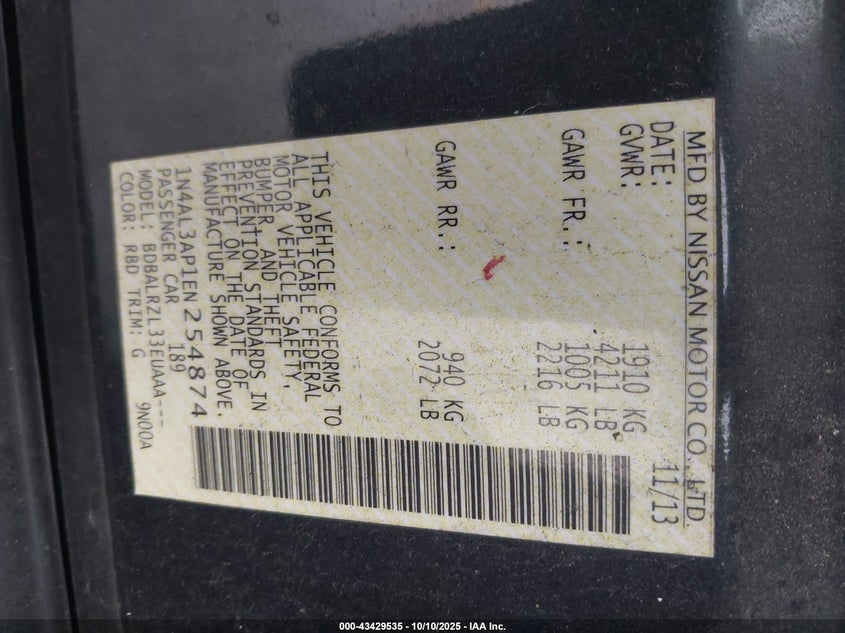 MFD BY NISSAN MOTOR CO., LTD.
DATE: 11/13
GVWR: 1910 KG
4211 LB
GAWR FR.: 1005 KG
2216 LB
GAWR RR.: 940 KG
2072 LB
THIS VEHICLE CONFORMS TO
ALL APPLICABLE FEDERAL
MOTOR VEHICLE SAFETY,
BUMPER, AND THEFT
PREVENTION STANDARDS IN
EFFECT ON THE DATE OF
MANUFACTURE SHOWN ABOVE.
1N4AL3AP1EN254874
PASSENGER CAR 189
MODEL: BDBALRZL33EUAAA---
COLOR: RBD TRIM: G 9N00A
000-43429535 - 10/10/2025 - IAA Inc.